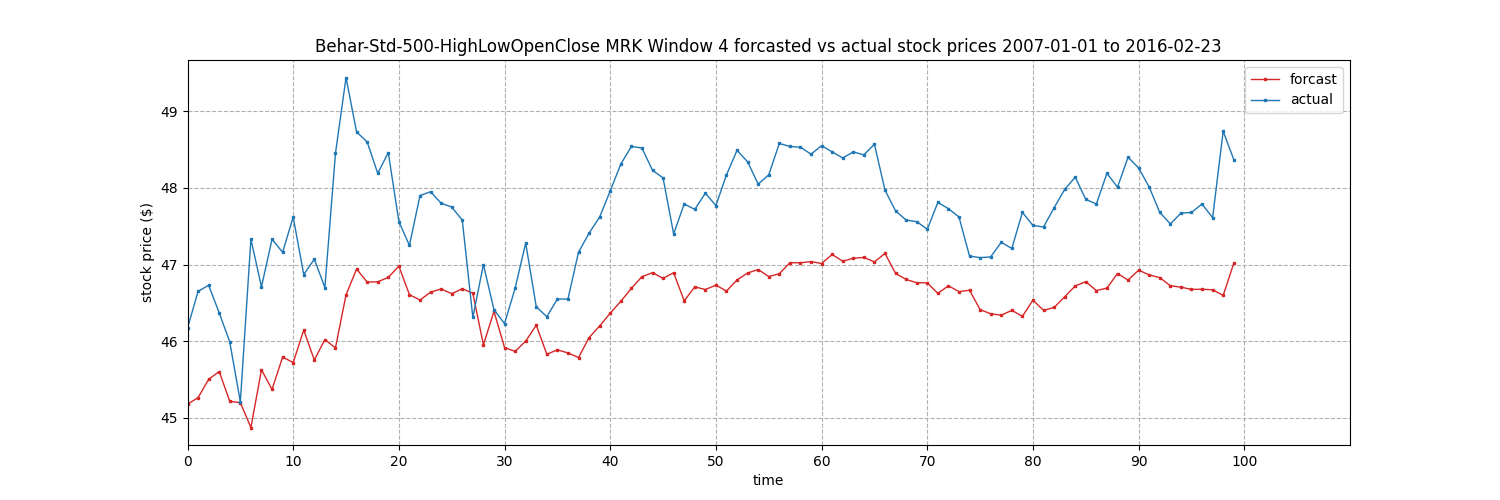 Behar-Std-500-HighLowOpenClose MRK Window 4 forcasted vs actual stock prices 2007-01-01 to 2016-02-23
forcast
actual
stock price ($)
49
48
47
46
45
0 10 20 30 40 50 60 70 80 90 100
time